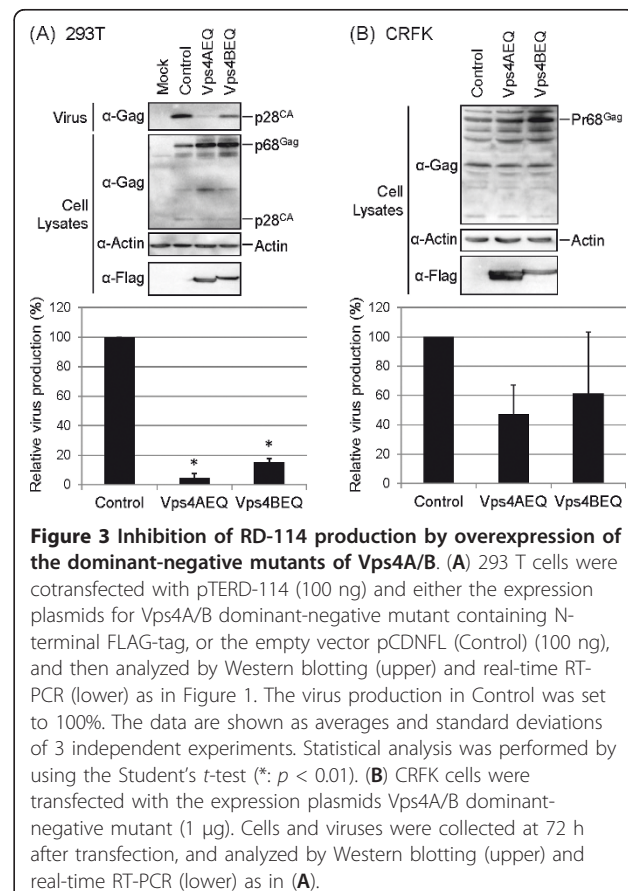 (A) 293T
Mock
Control
Vps4AEQ
Vps4BEQ
Virus
α-Gag
p28CA
Cell Lysates
α-Gag
p68Gag
p28CA
α-Actin
Actin
α-Flag
Relative virus production (%)
120
100
80
60
40
20
0
*
*
Control
Vps4AEQ
Vps4BEQ
(B) CRFK
Control
Vps4AEQ
Vps4BEQ
Cell Lysates
α-Gag
Pr68Gag
α-Actin
Actin
α-Flag
Relative virus production (%)
120
100
80
60
40
20
0
Control
Vps4AEQ
Vps4BEQ
Figure 3 Inhibition of RD-114 production by overexpression of
the dominant-negative mutants of Vps4A/B. (A) 293 T cells were
cotransfected with pTERD-114 (100 ng) and either the expression
plasmids for Vps4A/B dominant-negative mutant containing N-
terminal FLAG-tag, or the empty vector pCDNFL (Control) (100 ng),
and then analyzed by Western blotting (upper) and real-time RT-
PCR (lower) as in Figure 1. The virus production in Control was set
to 100%. The data are shown as averages and standard deviations
of 3 independent experiments. Statistical analysis was performed by
using the Student's t-test (*: p < 0.01). (B) CRFK cells were
transfected with the expression plasmids Vps4A/B dominant-
negative mutant (1 μg). Cells and viruses were collected at 72 h
after transfection, and analyzed by Western blotting (upper) and
real-time RT-PCR (lower) as in (A).